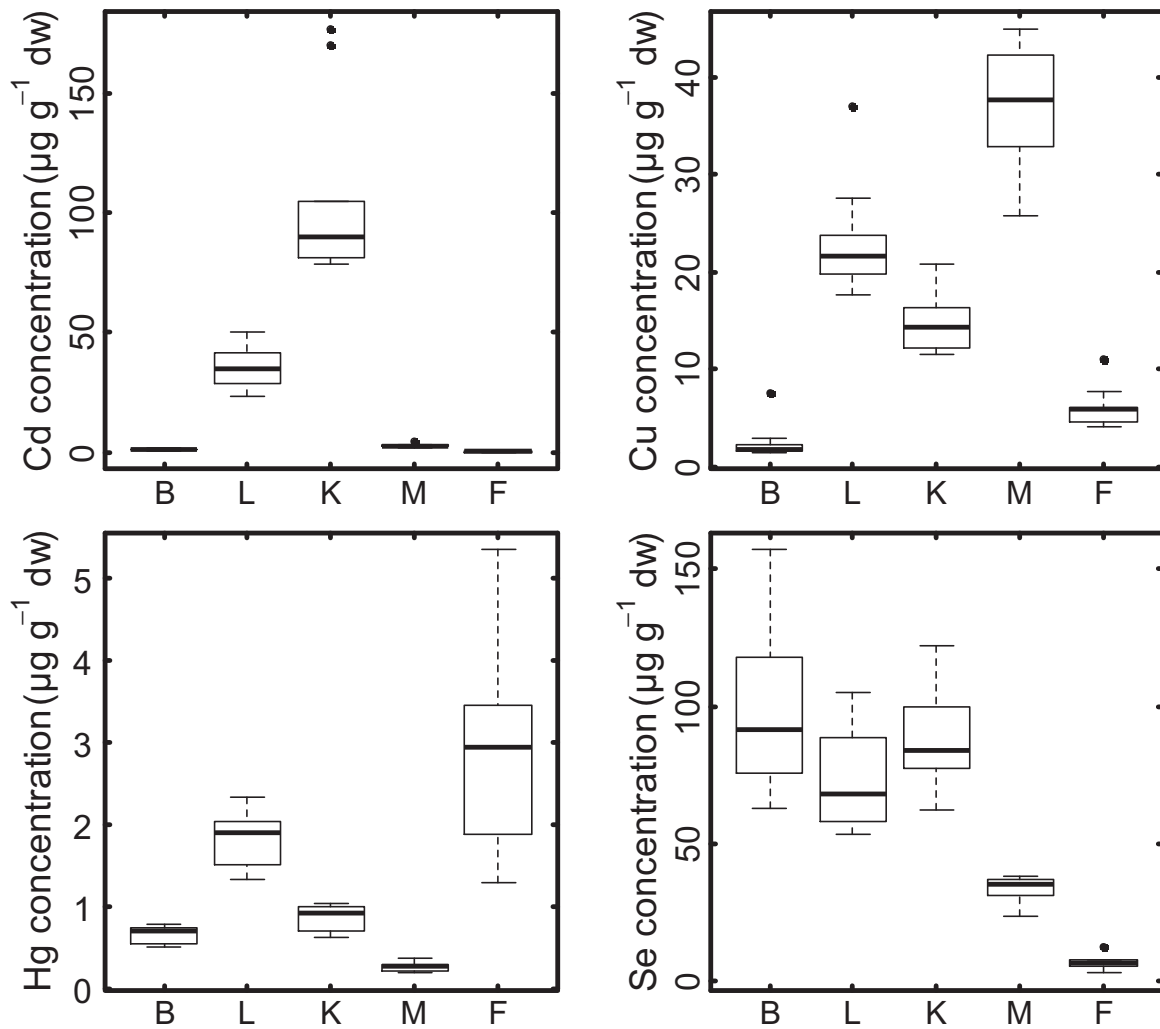 Cd concentration (µg g⁻¹ dw)
150
100
50
0
B L K M F
Cu concentration (µg g⁻¹ dw)
40
30
20
10
0
B L K M F
Hg concentration (µg g⁻¹ dw)
5
4
3
2
1
0
B L K M F
Se concentration (µg g⁻¹ dw)
150
100
50
0
B L K M F